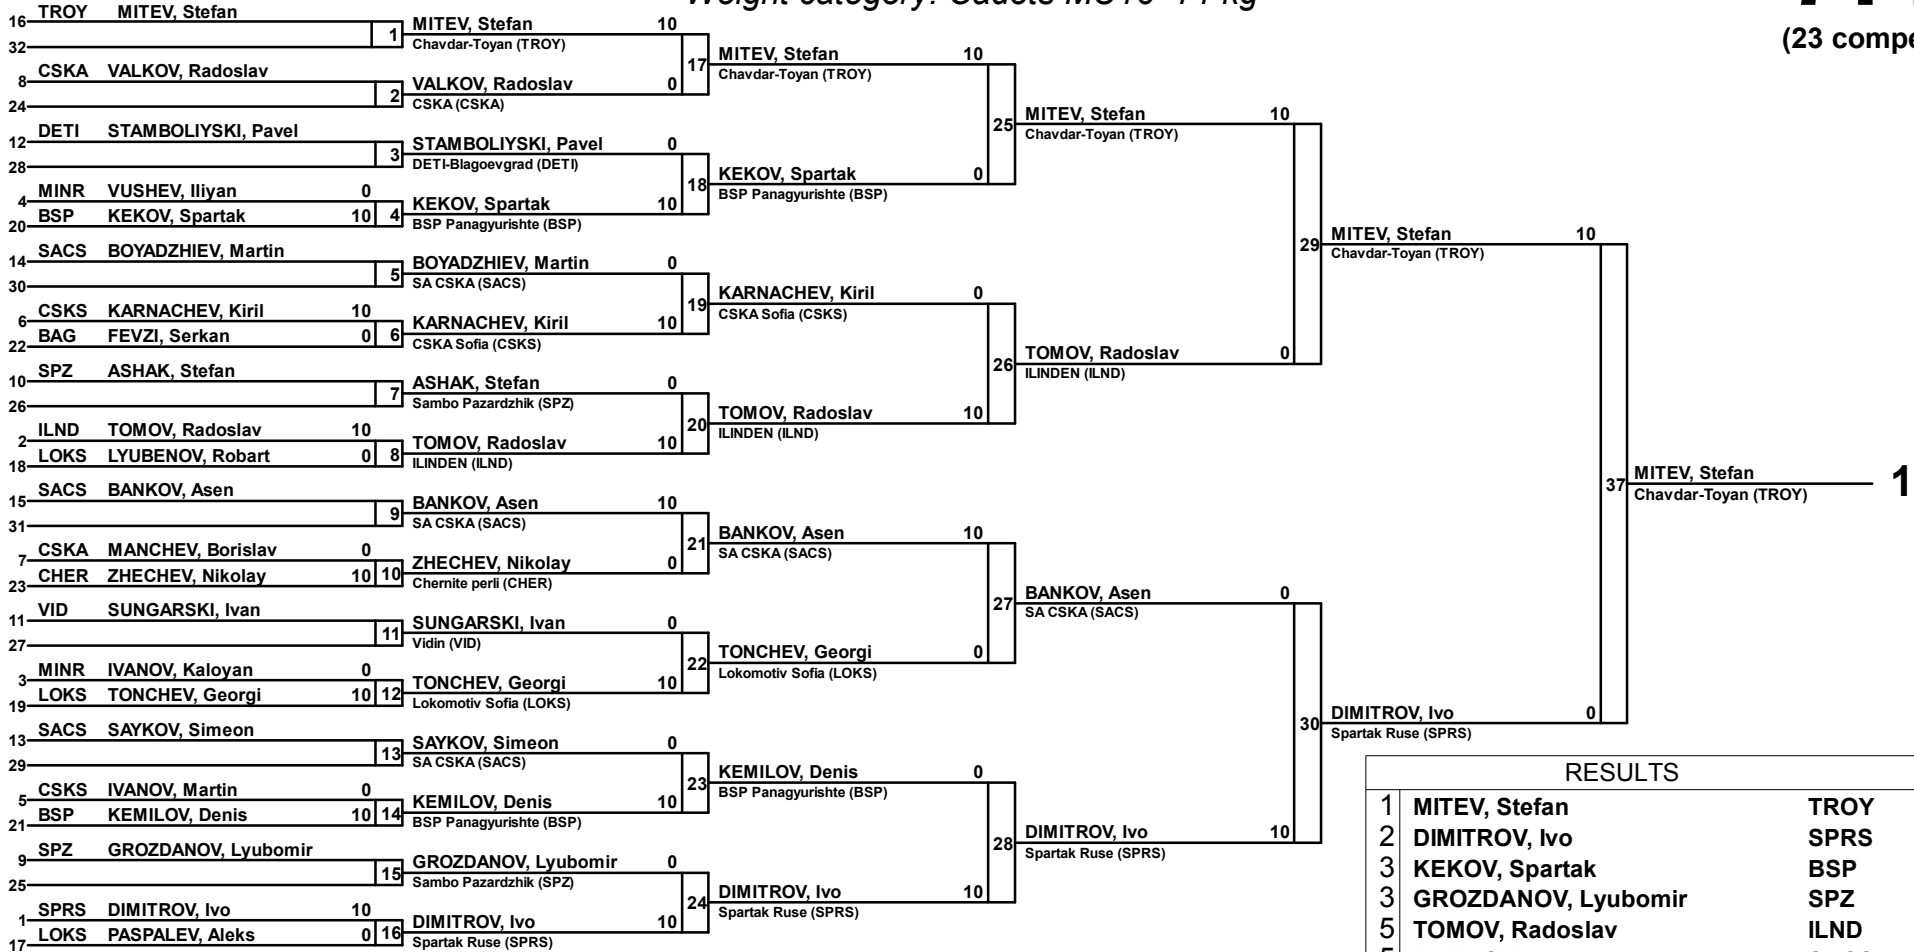 Weight category: Cadets MC16 -71 kg
(23 compe
16 TROY MITEV, Stefan
32
1
MITEV, Stefan 10
Chavdar-Toyan (TROY)
8 CSKA VALKOV, Radoslav
24
2
VALKOV, Radoslav 0
CSKA (CSKA)
12 DETI STAMBOLIYSKI, Pavel
28
3
STAMBOLIYSKI, Pavel 0
DETI-Blagoevgrad (DETI)
4 MINR VUSHEV, Iliyan 0
20 BSP KEKOV, Spartak 10
4
KEKOV, Spartak 10
BSP Panagyurishte (BSP)
14 SACS BOYADZHIEV, Martin
30
5
BOYADZHIEV, Martin 0
SA CSKA (SACS)
6 CSKS KARNACHEV, Kiril 10
22 BAG FEVZI, Serkan 0
6
KARNACHEV, Kiril 10
CSKA Sofia (CSKS)
10 SPZ ASHAK, Stefan
26
7
ASHAK, Stefan 0
Sambo Pazardzhik (SPZ)
2 ILND TOMOV, Radoslav 10
18 LOKS LYUBENOV, Robart 0
8
TOMOV, Radoslav 10
ILINDEN (ILND)
15 SACS BANKOV, Asen
31
9
BANKOV, Asen 10
SA CSKA (SACS)
7 CSKA MANCHEV, Borislav 0
23 CHER ZHECHEV, Nikolay 10
10
ZHECHEV, Nikolay 0
Chernite perli (CHER)
11 VID SUNGARSKI, Ivan
27
11
SUNGARSKI, Ivan 0
Vidin (VID)
3 MINR IVANOV, Kaloyan 0
19 LOKS TONCHEV, Georgi 10
12
TONCHEV, Georgi 10
Lokomotiv Sofia (LOKS)
13 SACS SAYKOV, Simeon
29
13
SAYKOV, Simeon 0
SA CSKA (SACS)
5 CSKS IVANOV, Martin 0
21 BSP KEMILOV, Denis 10
14
KEMILOV, Denis 10
BSP Panagyurishte (BSP)
9 SPZ GROZDANOV, Lyubomir
25
15
GROZDANOV, Lyubomir 0
Sambo Pazardzhik (SPZ)
1 SPRS DIMITROV, Ivo 10
17 LOKS PASPALEV, Aleks 0
16
DIMITROV, Ivo 10
Spartak Ruse (SPRS)
17
MITEV, Stefan 10
Chavdar-Toyan (TROY)
18
KEKOV, Spartak 0
BSP Panagyurishte (BSP)
19
KARNACHEV, Kiril 0
CSKA Sofia (CSKS)
20
TOMOV, Radoslav 10
ILINDEN (ILND)
21
BANKOV, Asen 10
SA CSKA (SACS)
22
TONCHEV, Georgi 0
Lokomotiv Sofia (LOKS)
23
KEMILOV, Denis 0
BSP Panagyurishte (BSP)
24
DIMITROV, Ivo 10
Spartak Ruse (SPRS)
25
MITEV, Stefan 10
Chavdar-Toyan (TROY)
26
TOMOV, Radoslav 0
ILINDEN (ILND)
27
BANKOV, Asen 0
SA CSKA (SACS)
28
DIMITROV, Ivo 10
Spartak Ruse (SPRS)
29
MITEV, Stefan 10
Chavdar-Toyan (TROY)
30
DIMITROV, Ivo 0
Spartak Ruse (SPRS)
37
MITEV, Stefan
Chavdar-Toyan (TROY)
1
RESULTS
1 MITEV, Stefan TROY
2 DIMITROV, Ivo SPRS
3 KEKOV, Spartak BSP
3 GROZDANOV, Lyubomir SPZ
5 TOMOV, Radoslav ILND